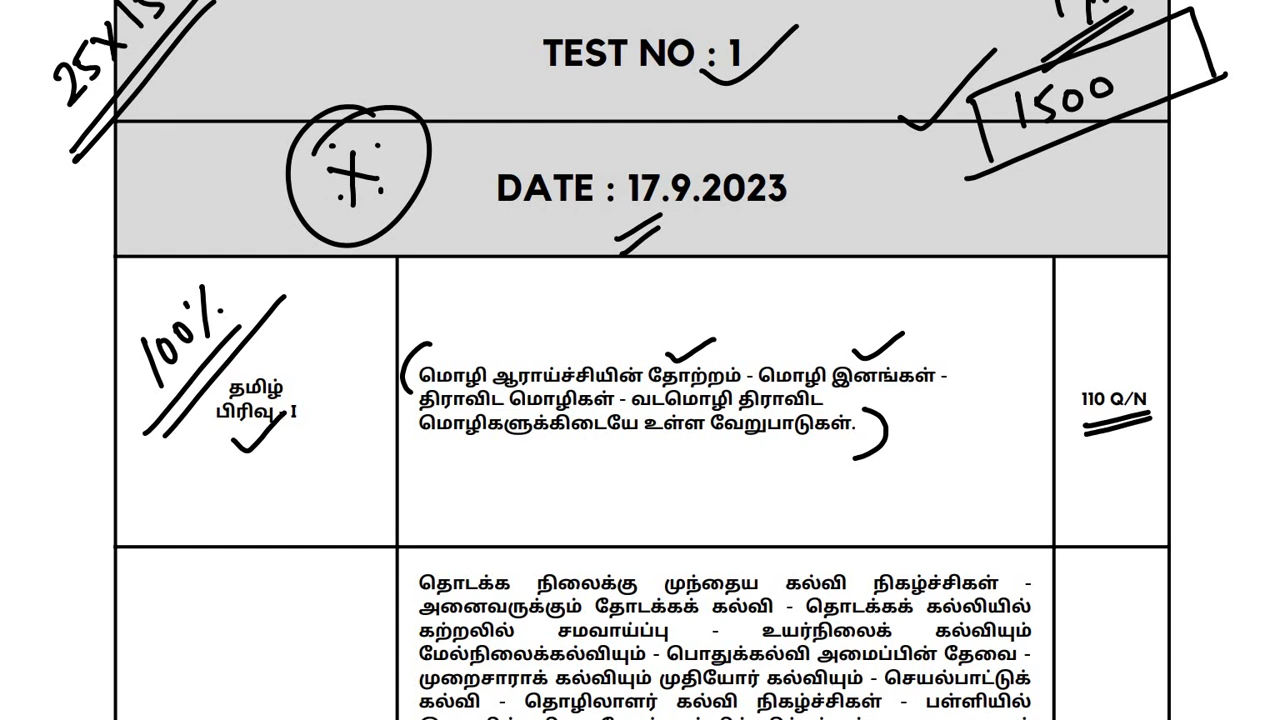 25 X 15
TEST NO : 1
1500
DATE : 17.9.2023
100%
தமிழ்
பிரிவு - I
மொழி ஆராய்ச்சியின் தோற்றம் - மொழி இனங்கள் -
திராவிட மொழிகள் - வடமொழி திராவிட
மொழிகளுக்கிடையே உள்ள வேறுபாடுகள்.
110 Q/N
தொடக்க நிலைக்கு முந்தைய கல்வி நிகழ்ச்சிகள் -
அனைவருக்கும் தோடக்கக் கல்வி - தொடக்கக் கல்லியில்
கற்றலில் சமவாய்ப்பு - உயர்நிலைக் கல்வியும்
மேல்நிலைக்கல்வியும் - பொதுக்கல்வி அமைப்பின் தேவை -
முறைசாராக் கல்வியும் முதியோர் கல்வியும் - செயல்பாட்டுக்
கல்வி - தொழிலாளர் கல்வி நிகழ்ச்சிகள் - பள்ளியில்